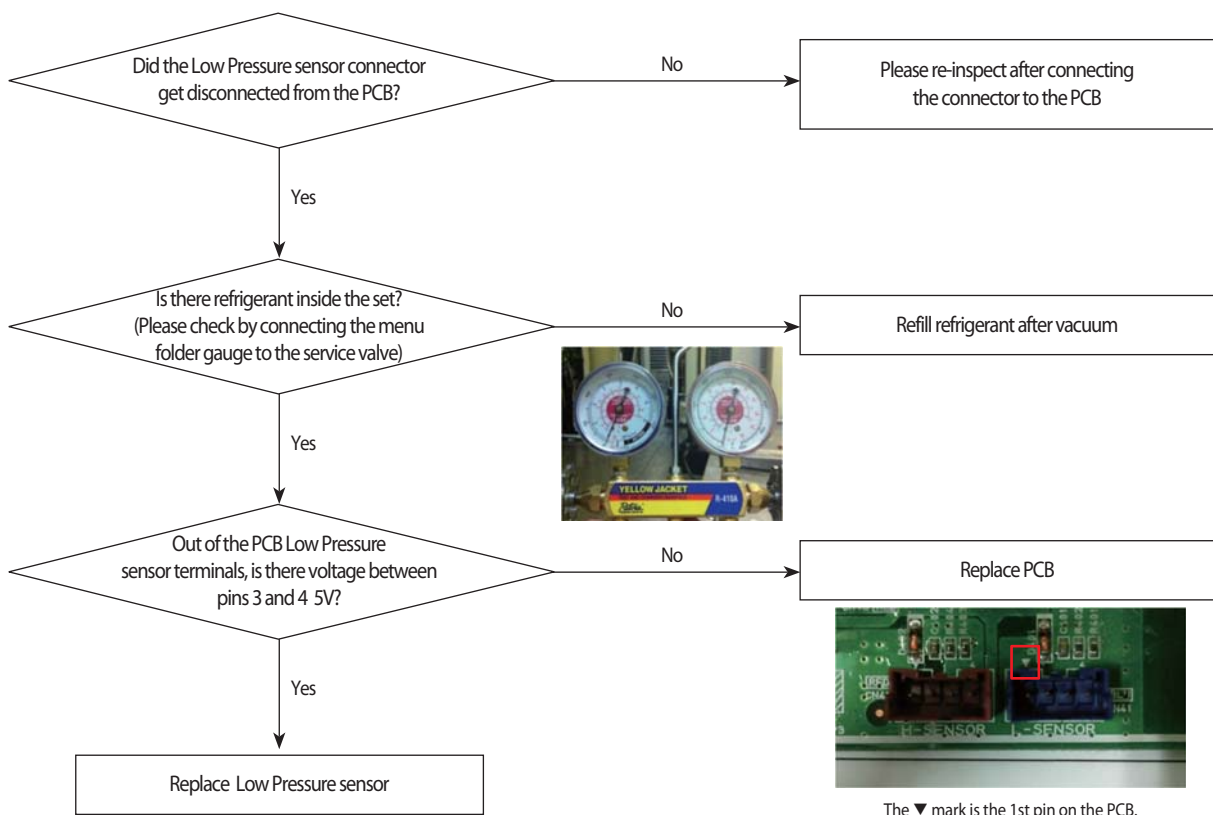 Did the Low Pressure sensor connector
get disconnected from the PCB?
No
Please re-inspect after connecting
the connector to the PCB
Yes
Is there refrigerant inside the set?
(Please check by connecting the menu
folder gauge to the service valve)
No
Refill refrigerant after vacuum
YELLOW JACKET
R-410A
Yes
Out of the PCB Low Pressure
sensor terminals, is there voltage between
pins 3 and 4 5V?
No
Replace PCB
H-SENSOR
L-SENSOR
Yes
Replace Low Pressure sensor
The ▼ mark is the 1st pin on the PCB.